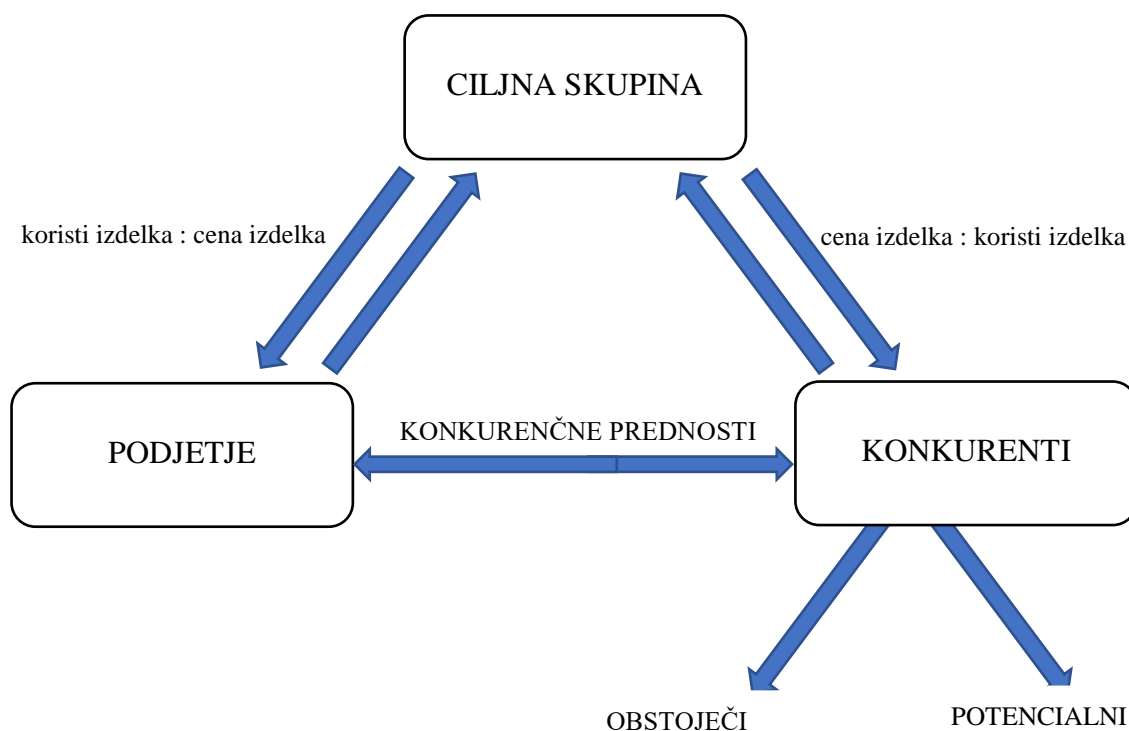 CILJNA SKUPINA
koristi izdelka : cena izdelka
cena izdelka : koristi izdelka
PODJETJE
KONKURENČNE PREDNOSTI
KONKURENTI
OBSTOJEČI
POTENCIALNI